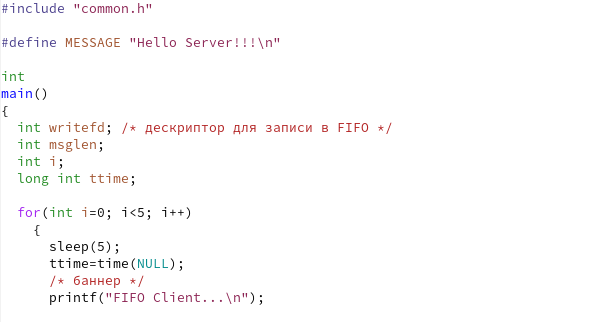 #include "common.h"
#define MESSAGE "Hello Server!!!\n"
int
main()
{
int writefd; /* дескриптор для записи в FIFO */
int msglen;
int i;
long int ttime;
for(int i=0; i<5; i++)
{
sleep(5);
ttime=time(NULL);
/* баннер */
printf("FIFO Client...\n");